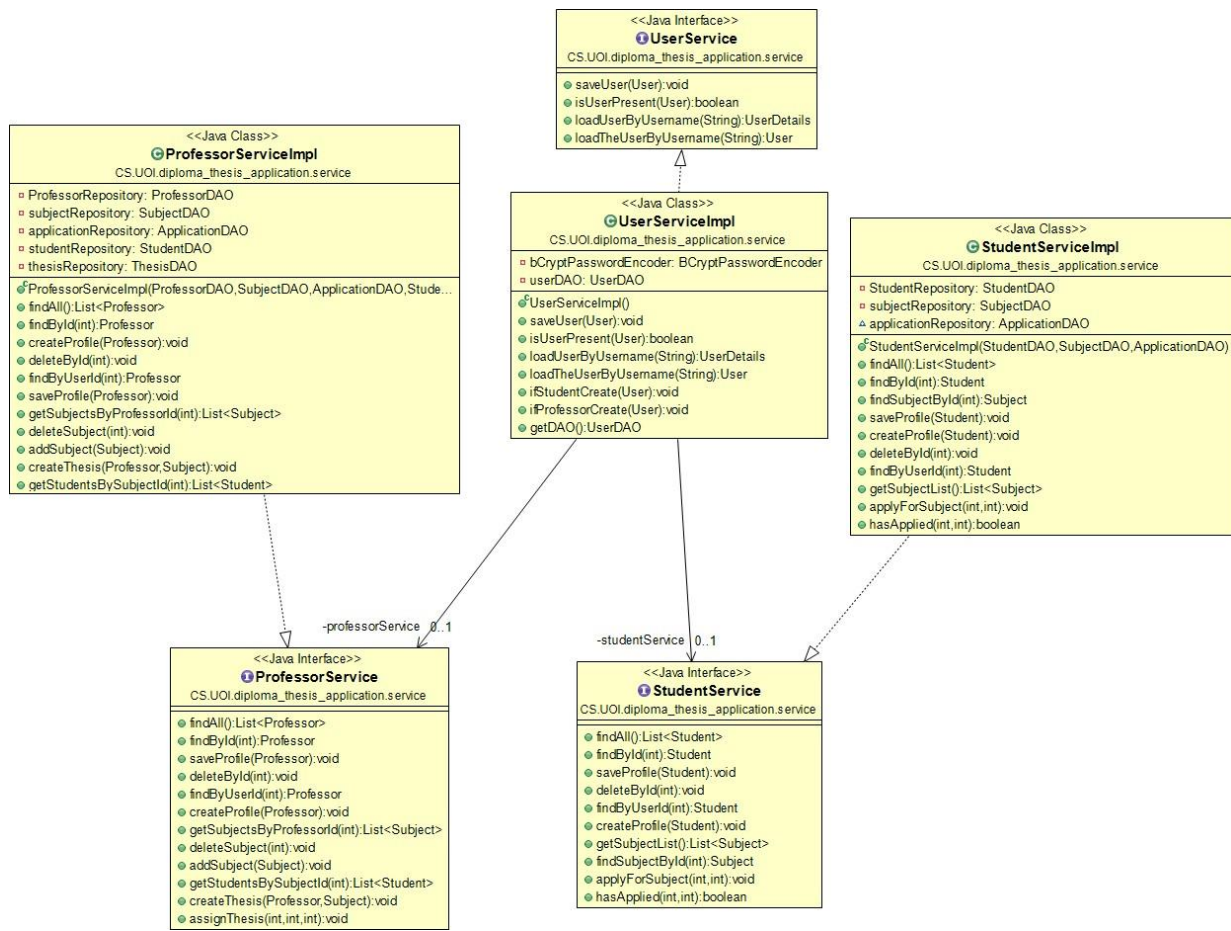 <<Java Interface>>
UserService
CS.UOI.diploma_thesis_application.service
saveUser(User):void
isUserPresent(User):boolean
loadUserByUsername(String):UserDetails
loadTheUserByUsername(String):User
<<Java Class>>
ProfessorServiceImpl
CS.UOI.diploma_thesis_application.service
ProfessorRepository: ProfessorDAO
subjectRepository: SubjectDAO
applicationRepository: ApplicationDAO
studentRepository: StudentDAO
thesisRepository: ThesisDAO
ProfessorServiceImpl(ProfessorDAO,SubjectDAO,ApplicationDAO,Stude...
findAll():List<Professor>
findById(int):Professor
createProfile(Professor):void
deleteById(int):void
findByUserId(int):Professor
saveProfile(Professor):void
getSubjectsByProfessorId(int):List<Subject>
deleteSubject(int):void
addSubject(Subject):void
createThesis(Professor,Subject):void
getStudentsBySubjectId(int):List<Student>
<<Java Class>>
UserServiceImpl
CS.UOI.diploma_thesis_application.service
bCryptPasswordEncoder: BCryptPasswordEncoder
userDAO: UserDAO
UserServiceImpl()
saveUser(User):void
isUserPresent(User):boolean
loadUserByUsername(String):UserDetails
loadTheUserByUsername(String):User
ifStudentCreate(User):void
ifProfessorCreate(User):void
getDAO():UserDAO
<<Java Class>>
StudentServiceImpl
CS.UOI.diploma_thesis_application.service
StudentRepository: StudentDAO
subjectRepository: SubjectDAO
applicationRepository: ApplicationDAO
StudentServiceImpl(StudentDAO,SubjectDAO,ApplicationDAO)
findAll():List<Student>
findById(int):Student
findSubjectById(int):Subject
saveProfile(Student):void
createProfile(Student):void
deleteById(int):void
findByUserId(int):Student
getSubjectList():List<Subject>
applyForSubject(int,int):void
hasApplied(int,int):boolean
-professorService 0..1
-studentService 0..1
<<Java Interface>>
ProfessorService
CS.UOI.diploma_thesis_application.service
findAll():List<Professor>
findById(int):Professor
saveProfile(Professor):void
deleteById(int):void
findByUserId(int):Professor
createProfile(Professor):void
getSubjectsByProfessorId(int):List<Subject>
deleteSubject(int):void
addSubject(Subject):void
getStudentsBySubjectId(int):List<Student>
createThesis(Professor,Subject):void
assignThesis(int,int,int):void
<<Java Interface>>
StudentService
CS.UOI.diploma_thesis_application.service
findAll():List<Student>
findById(int):Student
saveProfile(Student):void
deleteById(int):void
findByUserId(int):Student
createProfile(Student):void
getSubjectList():List<Subject>
findSubjectById(int):Subject
applyForSubject(int,int):void
hasApplied(int,int):boolean